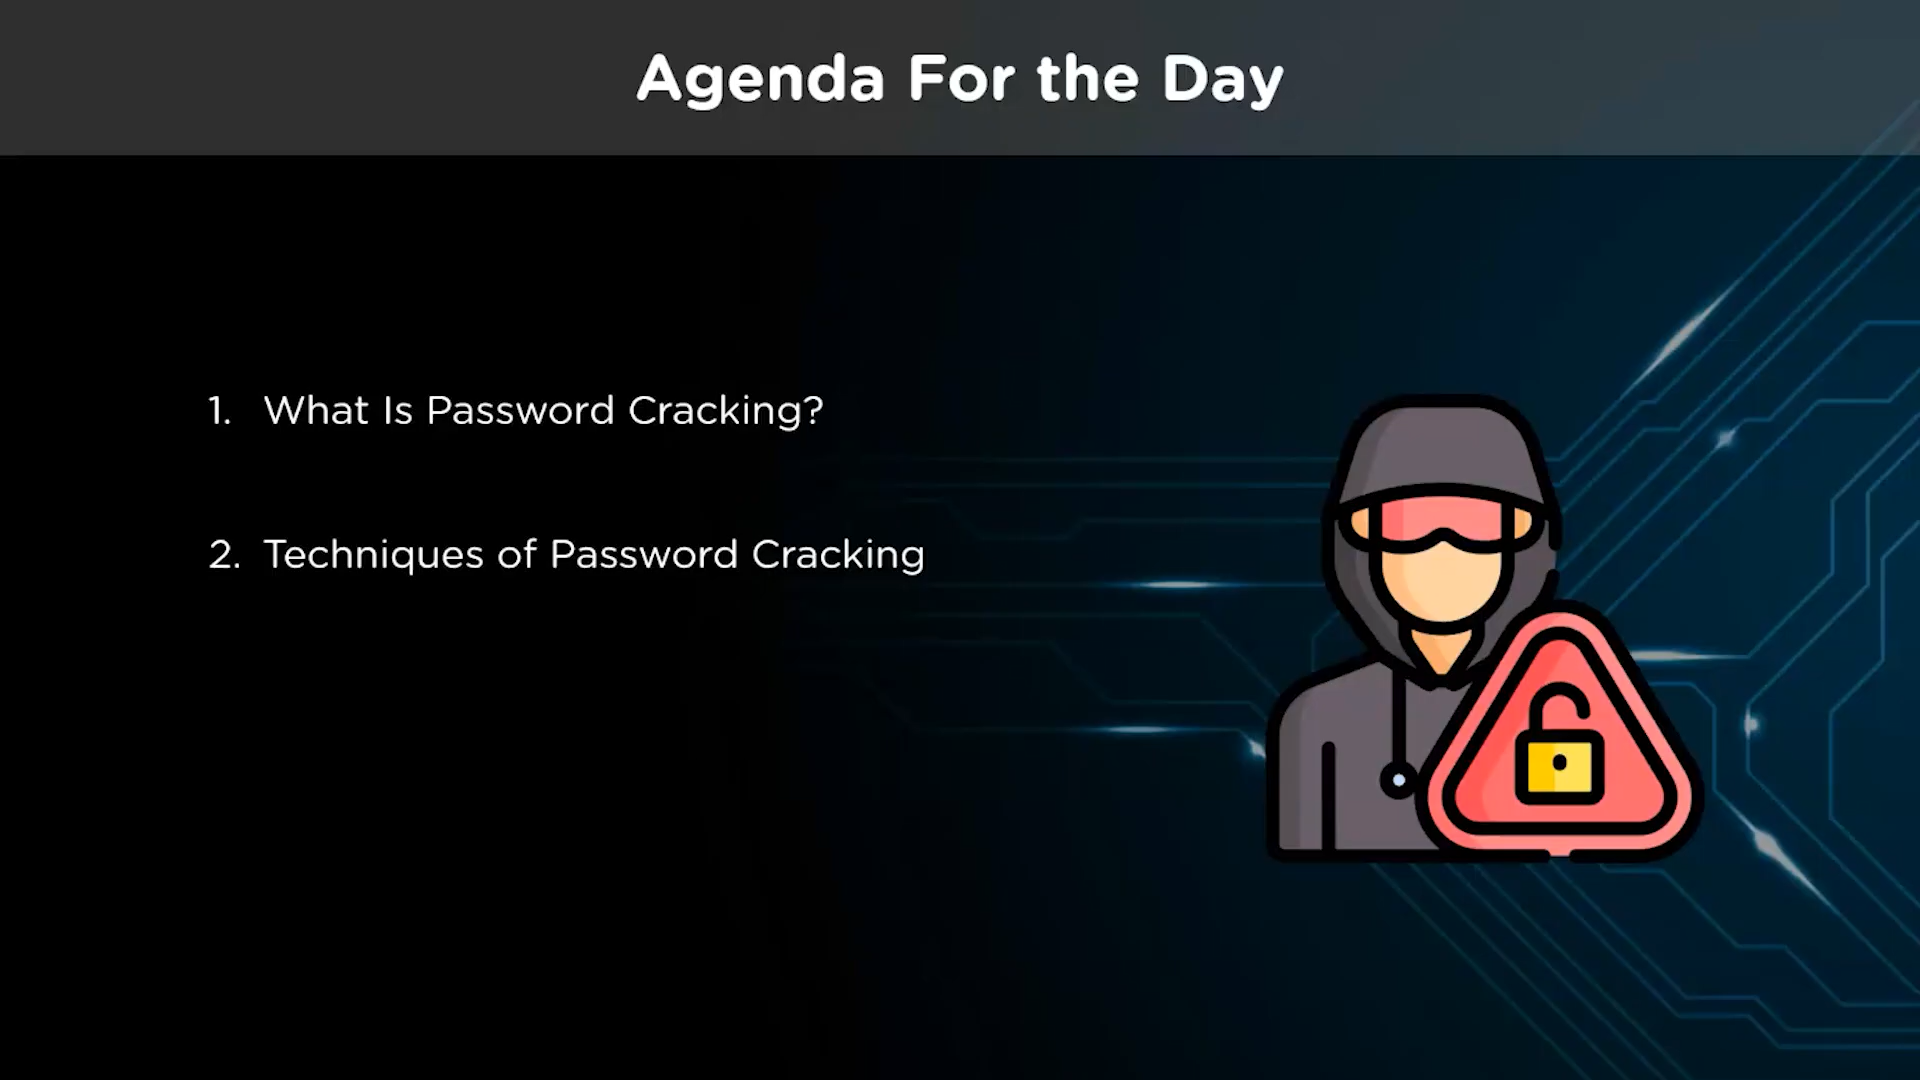 Agenda For the Day
1. What Is Password Cracking?
2. Techniques of Password Cracking